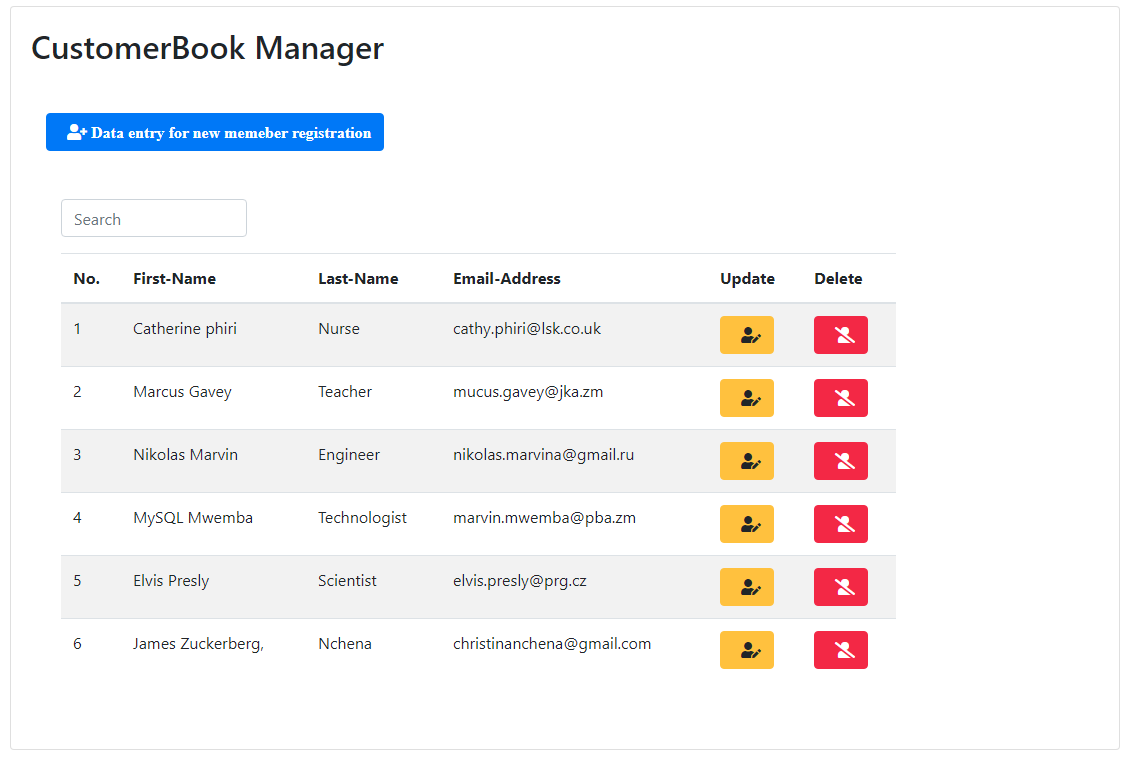 CustomerBook Manager
Data entry for new memeber registration
Search
No. First-Name Last-Name Email-Address Update Delete
1 Catherine phiri Nurse cathy.phiri@lsk.co.uk
2 Marcus Gavey Teacher mucus.gavey@jka.zm
3 Nikolas Marvin Engineer nikolas.marvina@gmail.ru
4 MySQL Mwemba Technologist marvin.mwemba@pba.zm
5 Elvis Presly Scientist elvis.presly@prg.cz
6 James Zuckerberg, Nchena christinanchena@gmail.com